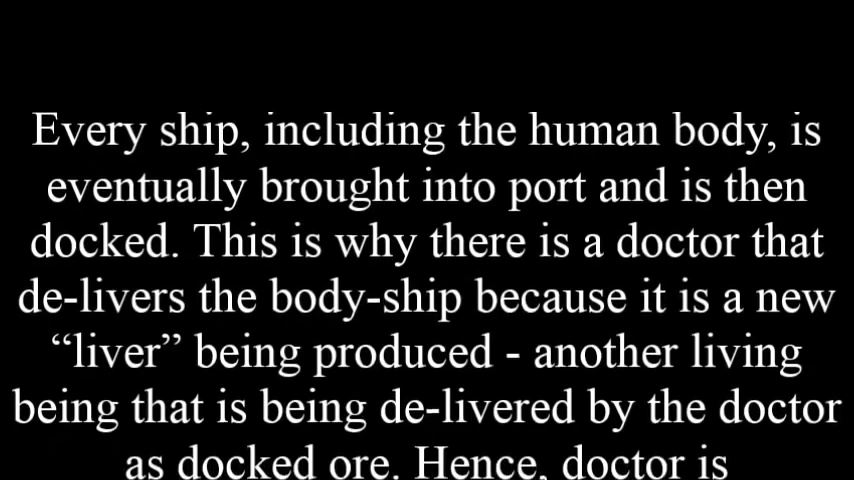 Every ship, including the human body, is
eventually brought into port and is then
docked. This is why there is a doctor that
de-livers the body-ship because it is a new
“liver” being produced - another living
being that is being de-livered by the doctor
as docked ore. Hence, doctor is